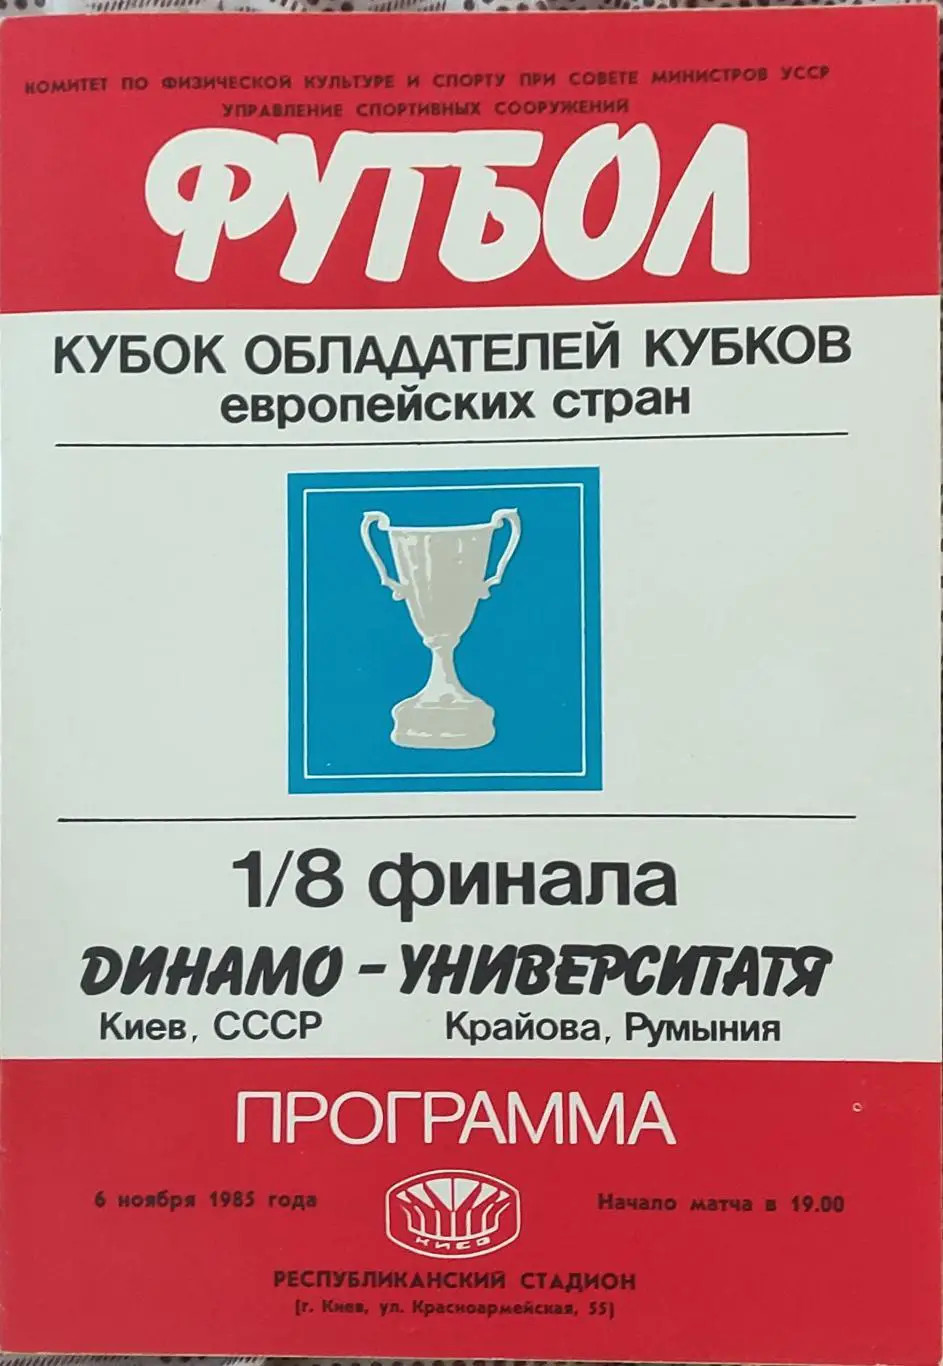 КОМИТЕТ ПО ФИЗИЧЕСКОЙ КУЛЬТУРЕ И СПОРТУ ПРИ СОВЕТЕ МИНИСТРОВ УССР
УПРАВЛЕНИЕ СПОРТИВНЫХ СООРУЖЕНИЙ
ФУТБОЛ
КУБОК ОБЛАДАТЕЛЕЙ КУБКОВ
европейских стран
1/8 финала
ДИНАМО - УНИВЕРСИТАТЯ
Киев, СССР Крайова, Румыния
ПРОГРАММА
6 ноября 1985 года Начало матча в 19.00
КИЕВ
РЕСПУБЛИКАНСКИЙ СТАДИОН
(г. Киев, ул. Красноармейская, 55)